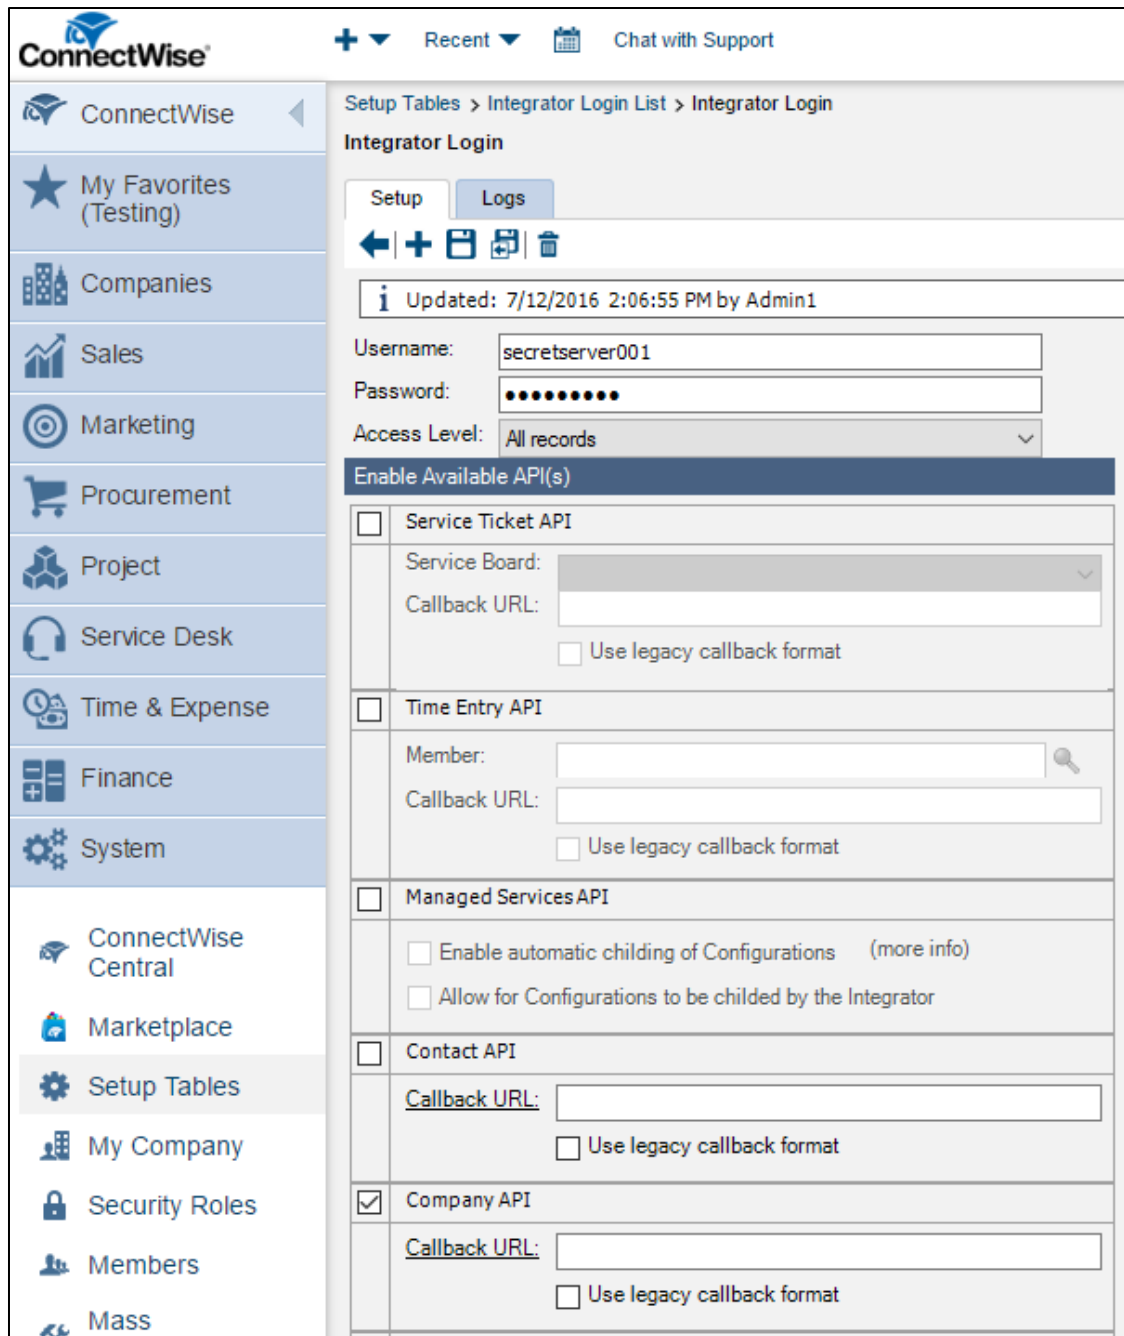 ConnectWise®
Recent
Chat with Support
ConnectWise
My Favorites
(Testing)
Companies
Sales
Marketing
Procurement
Project
Service Desk
Time & Expense
Finance
System
ConnectWise
Central
Marketplace
Setup Tables
My Company
Security Roles
Members
Mass
Setup Tables > Integrator Login List > Integrator Login
Integrator Login
Setup Logs
i Updated: 7/12/2016 2:06:55 PM by Admin1
Username: secretserver001
Password: •••••••••
Access Level: All records
Enable Available API(s)
Service Ticket API
Service Board:
Callback URL:
Use legacy callback format
Time Entry API
Member:
Callback URL:
Use legacy callback format
Managed Services API
Enable automatic childing of Configurations (more info)
Allow for Configurations to be childed by the Integrator
Contact API
Callback URL:
Use legacy callback format
Company API
Callback URL:
Use legacy callback format